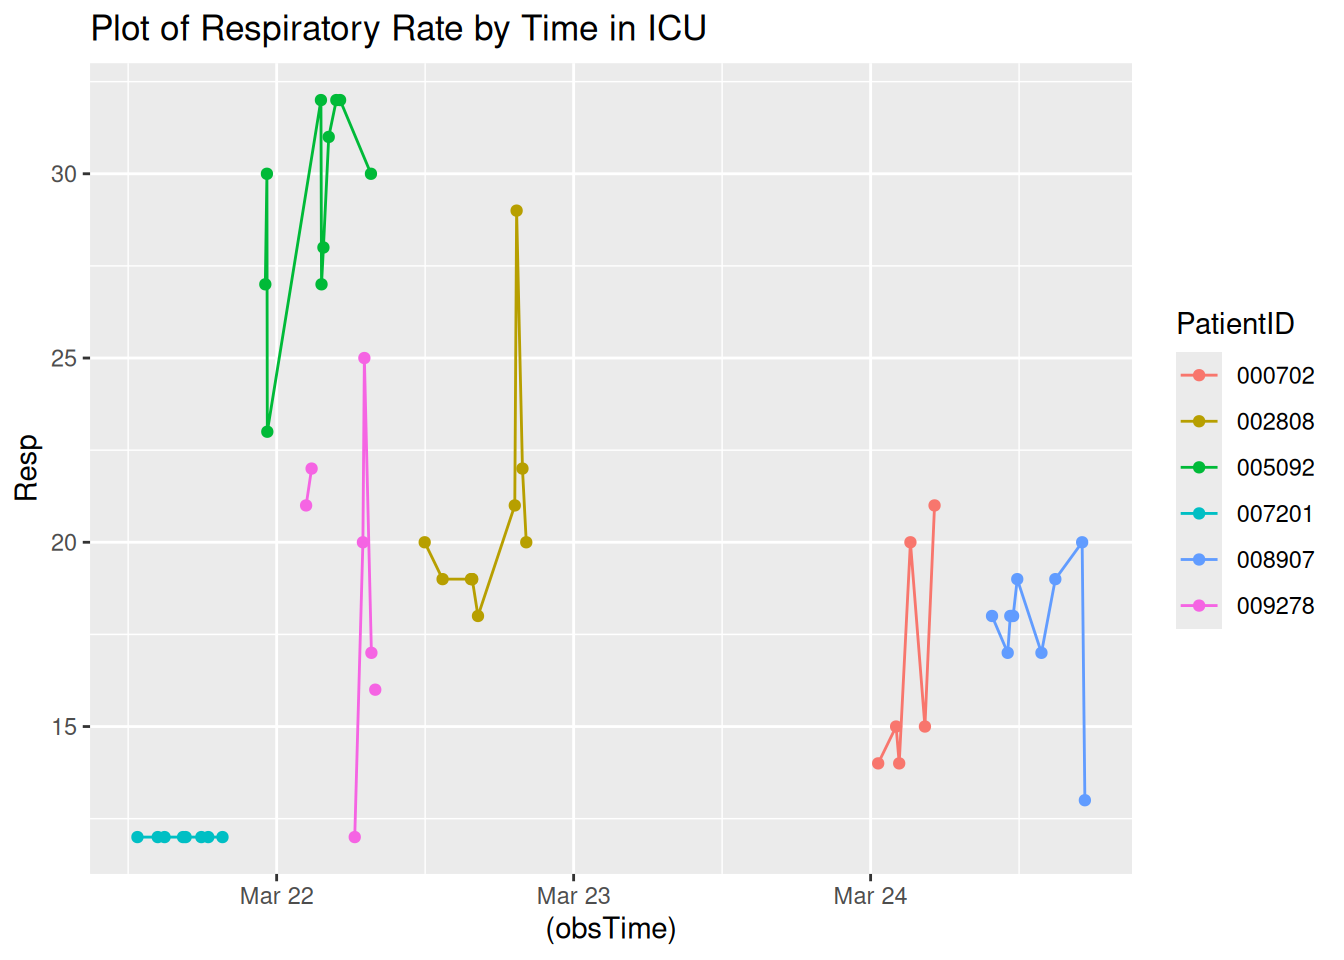 Plot of Respiratory Rate by Time in ICU
Resp
30
25
20
15
Mar 22 Mar 23 Mar 24
(obsTime)
PatientID
000702
002808
005092
007201
008907
009278